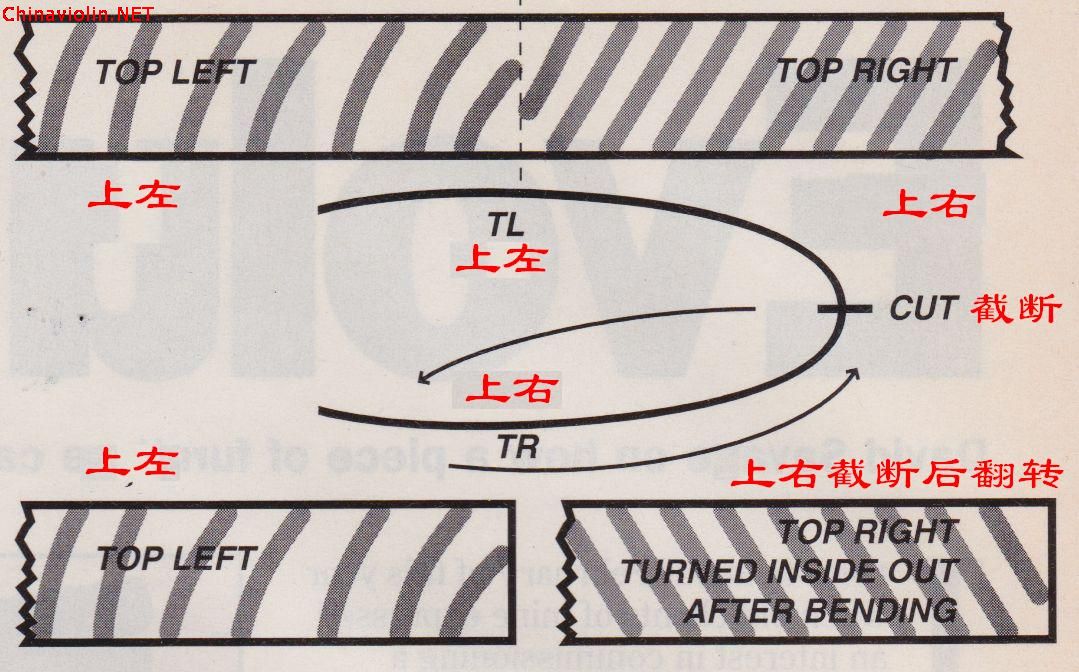 Chinaviolin.NET
TOP LEFT
TOP RIGHT
上左
上右
TL
上左
CUT 截断
上右
TR
上左
上右截断后翻转
TOP LEFT
TOP RIGHT
TURNED INSIDE OUT
AFTER BENDING